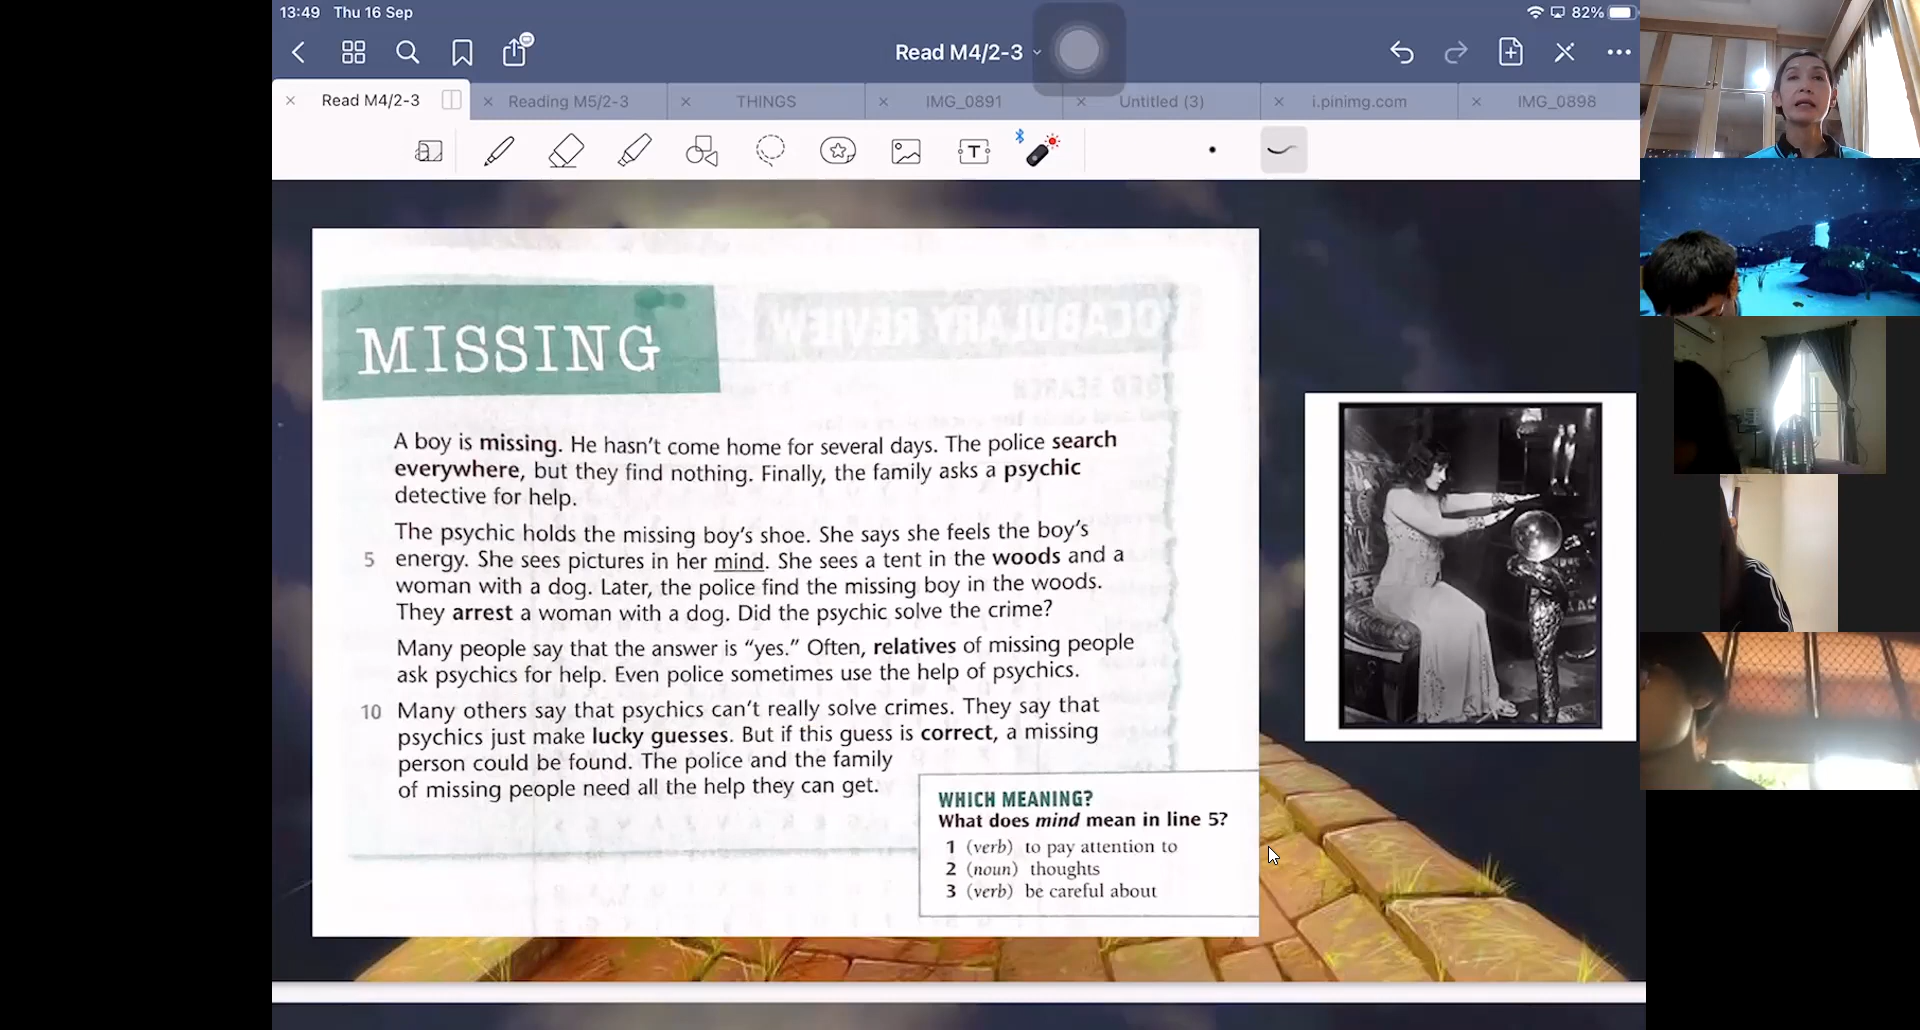 13:49 Thu 16 Sep
82%
Read M4/2-3
Read M4/2-3
Reading M5/2-3
THINGS
IMG_0891
Untitled (3)
i.pinimg.com
IMG_0898
MISSING
VOCABULARY REVIEW
A boy is missing. He hasn't come home for several days. The police search
everywhere, but they find nothing. Finally, the family asks a psychic
detective for help.
The psychic holds the missing boy's shoe. She says she feels the boy's
5 energy. She sees pictures in her mind. She sees a tent in the woods and a
woman with a dog. Later, the police find the missing boy in the woods.
They arrest a woman with a dog. Did the psychic solve the crime?
Many people say that the answer is “yes.” Often, relatives of missing people
ask psychics for help. Even police sometimes use the help of psychics.
10 Many others say that psychics can't really solve crimes. They say that
psychics just make lucky guesses. But if this guess is correct, a missing
person could be found. The police and the family
of missing people need all the help they can get.
WHICH MEANING?
What does mind mean in line 5?
1 (verb) to pay attention to
2 (noun) thoughts
3 (verb) be careful about